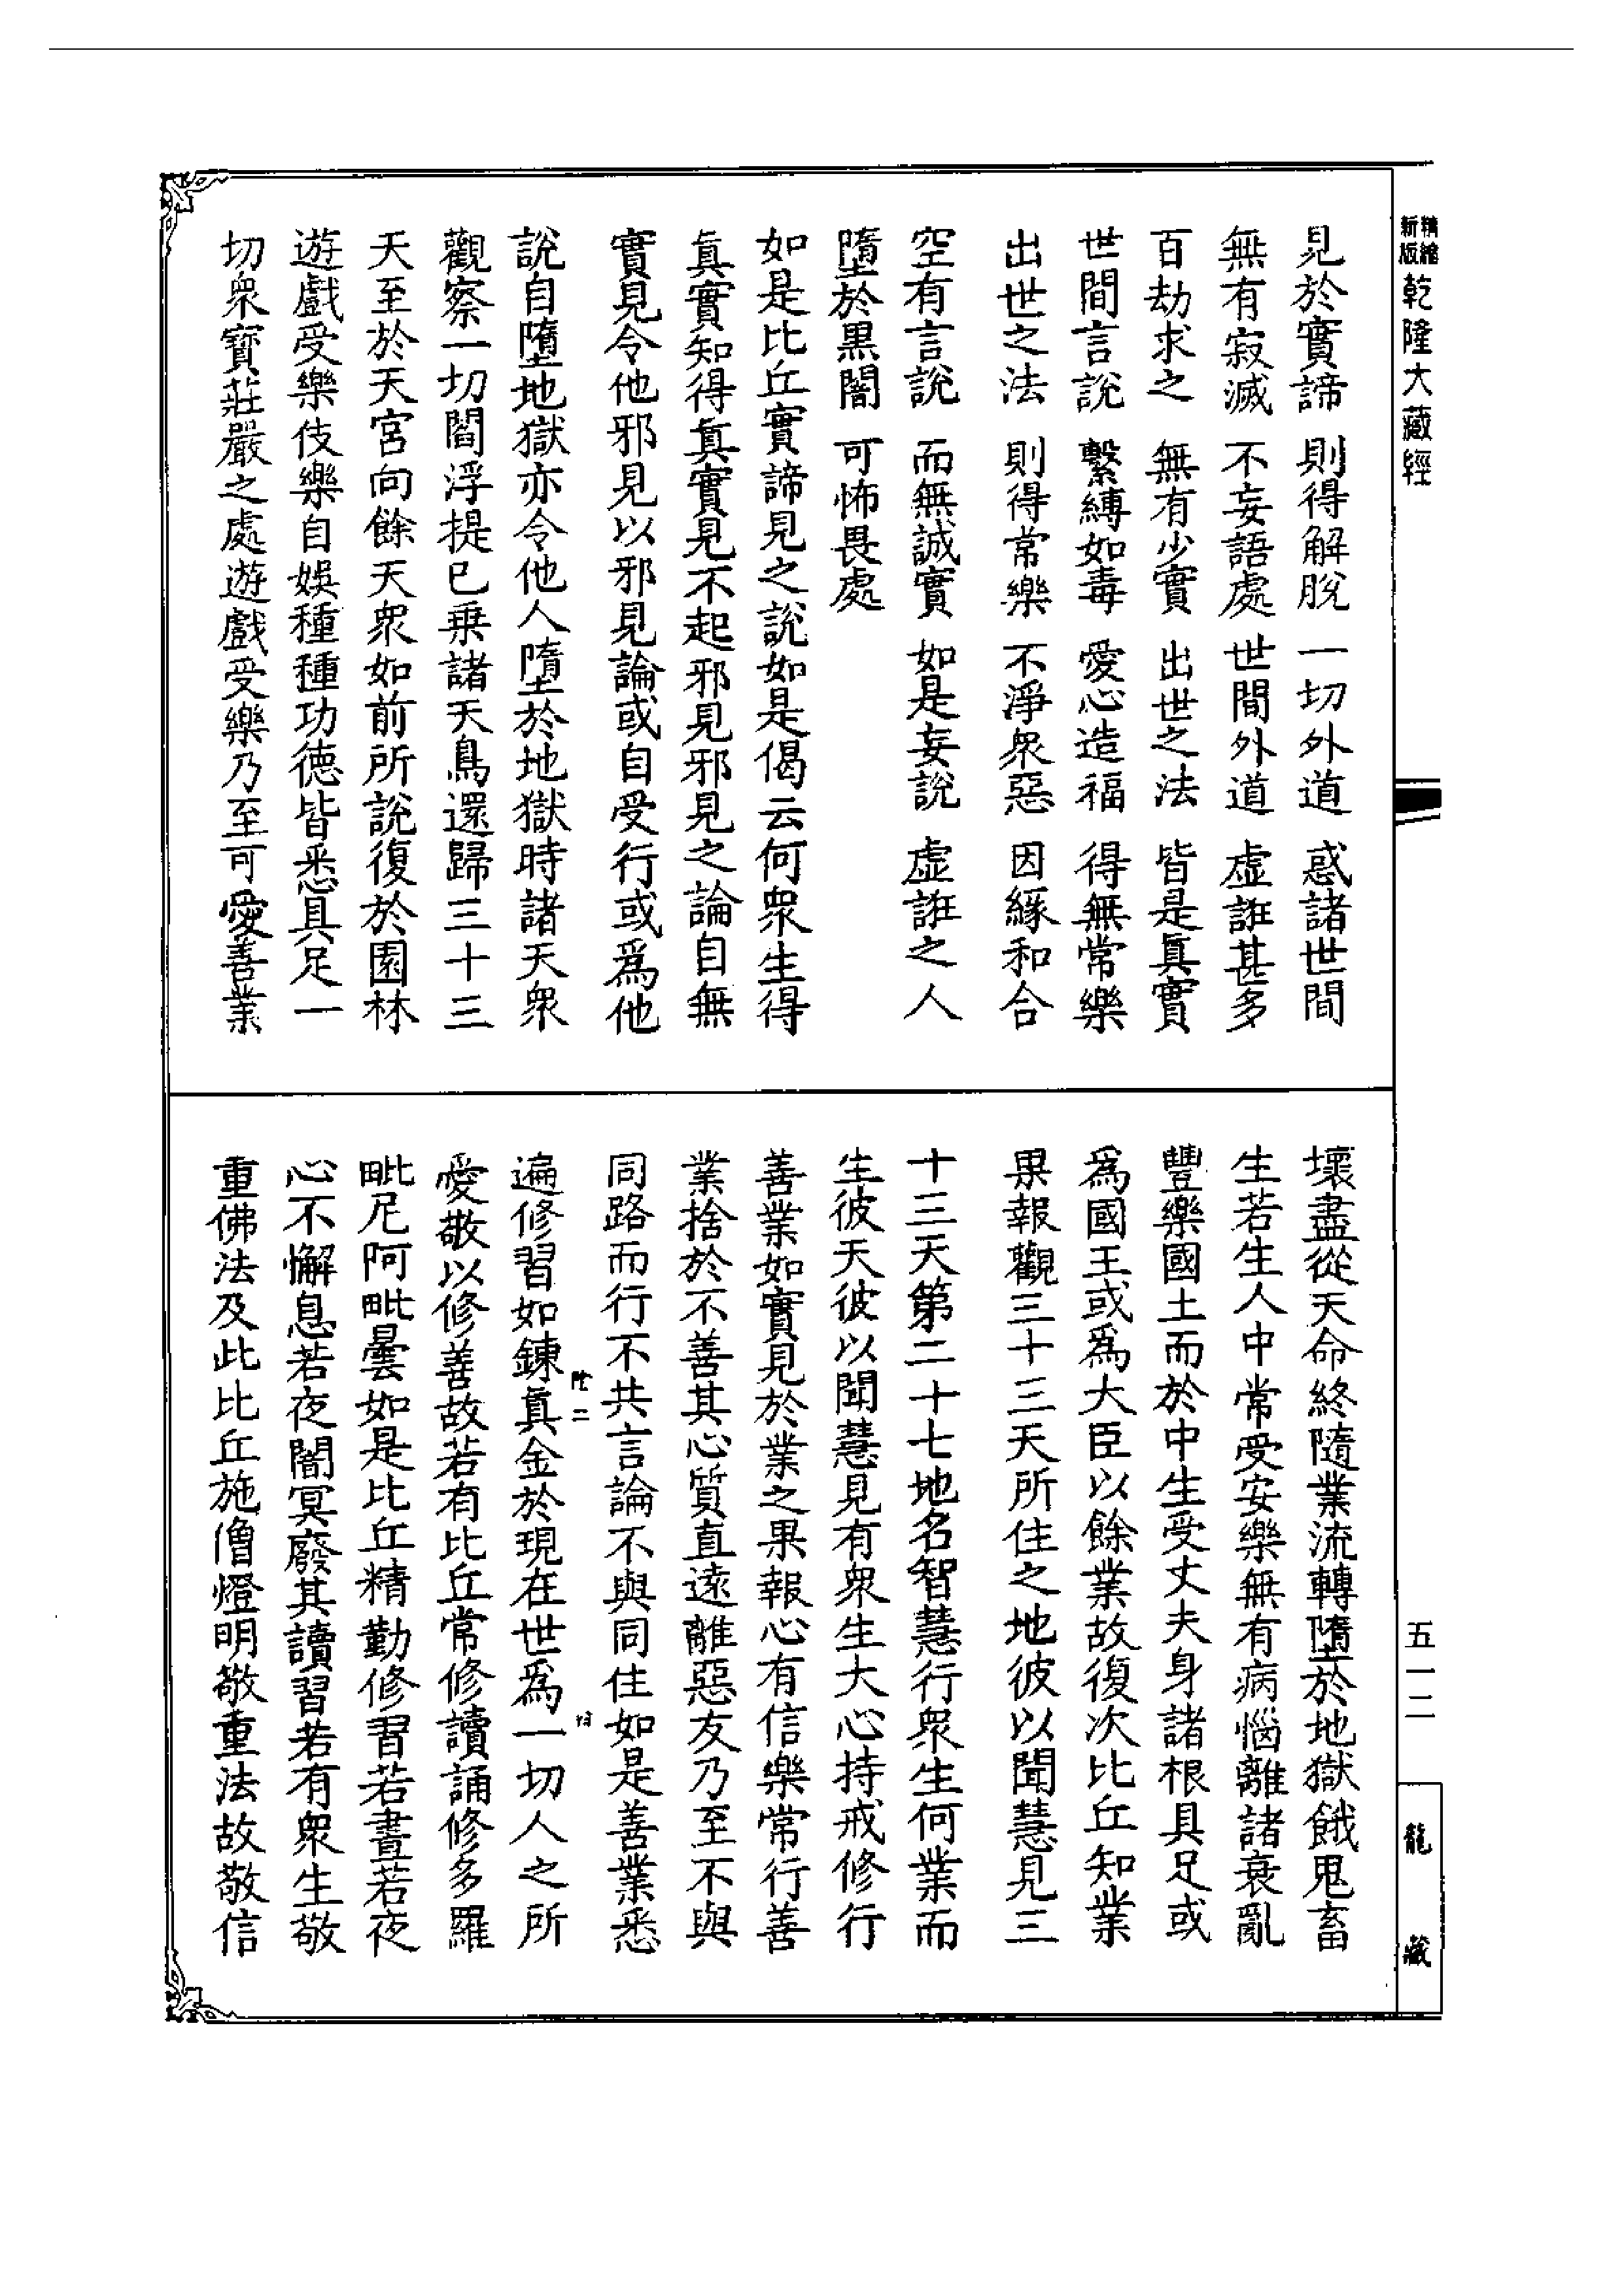 精縮新版乾隆大藏經
見於實諦　則得解脫　一切外道　惑諸世間
無有寂滅　不妄語處　世間外道　虛誑甚多
百劫求之　無有少實　出世之法　皆是真實
世間言說　繫縛如毒　愛心造福　得無常樂
出世之法　則得常樂　不淨眾惡　因緣和合
空有言說　而無誠實　如是妄說　虛誑之人
墮於黑闇　可怖畏處
如是比丘實諦見之說如是偈云何眾生得
真實知得真實見不起邪見邪見之論自無
實見令他邪見以邪見論或自受行或為他
說自墮地獄亦令他人墮於地獄時諸天眾
觀察一切閻浮提已乘諸天鳥還歸三十三
天至於天宮向餘天眾如前所說復於園林
遊戲受樂伎樂自娛種種功德皆悉具足一
切眾寶莊嚴之處遊戲受樂乃至可愛善業
壞盡從天命終隨業流轉墮於地獄餓鬼畜
生若生人中常受安樂無有病惱離諸衰亂
豐樂國土而於中生受丈夫身諸根具足或
為國王或為大臣以餘業故復次比丘知業
果報觀三十三天所住之地彼以聞慧見三
十三天第二十七地名智慧行眾生何業而
生彼天彼以聞慧見有眾生大心持戒修行
善業如實見於業之果報心有信樂常行善
業捨於不善其心質直遠離惡友乃至不與
同路而行不共言論不與同住如是善業悉
遍修習如鍊真金於現在世為一切人之所
愛敬以修善故若有比丘常修讀誦修多羅
毗尼阿毗曇如是比丘精勤修習若晝若夜
心不懈息若夜闇冥廢其讀習若有眾生敬
重佛法及此比丘施僧燈明敬重法故敬信
五一二
龍藏